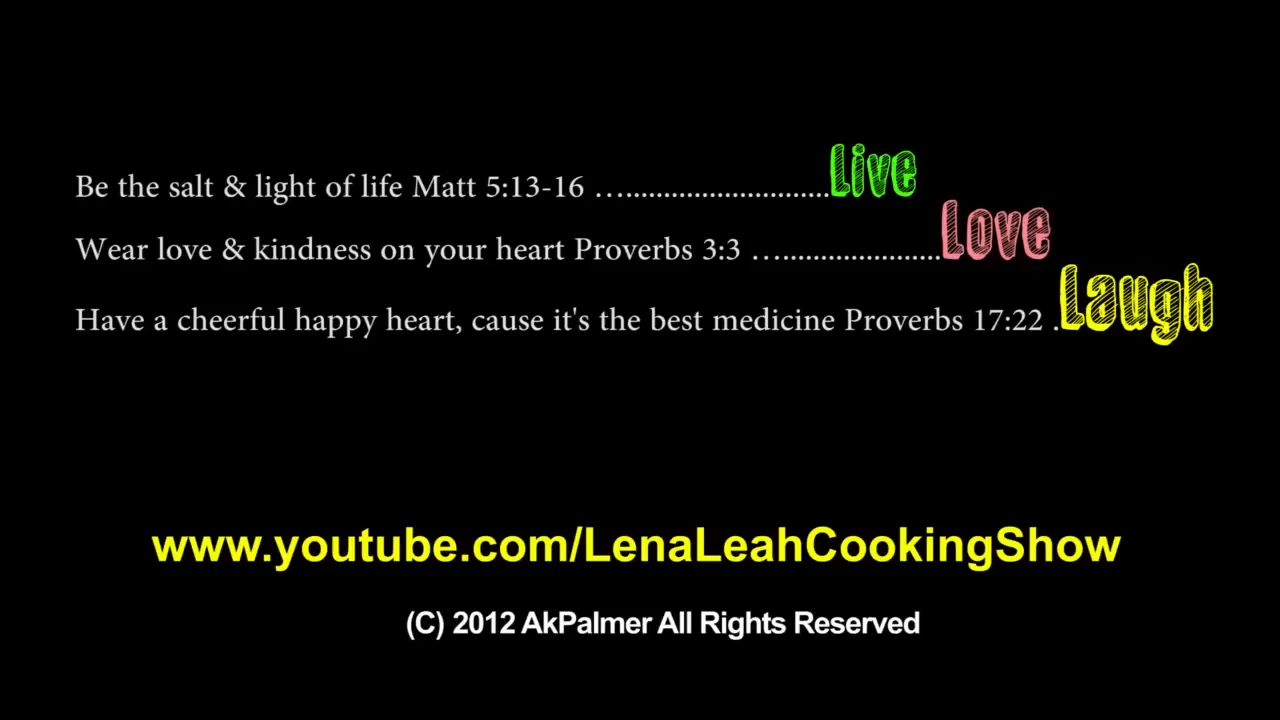 Be the salt & light of life Matt 5:13-16 …...........................Live
Wear love & kindness on your heart Proverbs 3:3 ….....................Love
Have a cheerful happy heart, cause it's the best medicine Proverbs 17:22 .Laugh
www.youtube.com/LenaLeahCookingShow
(C) 2012 AkPalmer All Rights Reserved